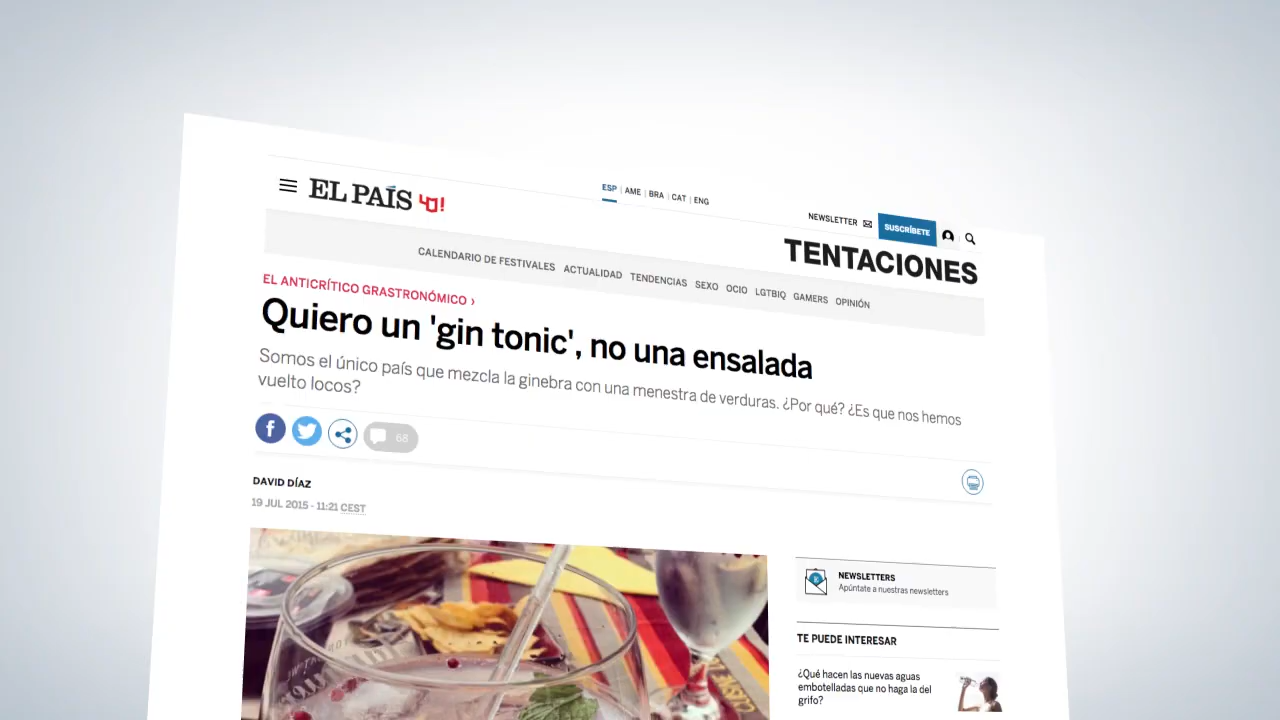 EL PAÍS 40!
ESP | AME | BRA | CAT | ENG
NEWSLETTER
SUSCRÍBETE
TENTACIONES
CALENDARIO DE FESTIVALES ACTUALIDAD TENDENCIAS SEXO OCIO LGTBIQ GAMERS OPINIÓN
EL ANTICRÍTICO GRASTRONÓMICO ›
Quiero un 'gin tonic', no una ensalada
Somos el único país que mezcla la ginebra con una menestra de verduras. ¿Por qué? ¿Es que nos hemos
vuelto locos?
68
DAVID DÍAZ
19 JUL 2015 - 11:21 CEST
NEWSLETTERS
Apúntate a nuestras newsletters
TE PUEDE INTERESAR
¿Qué hacen las nuevas aguas
embotelladas que no haga la del
grifo?